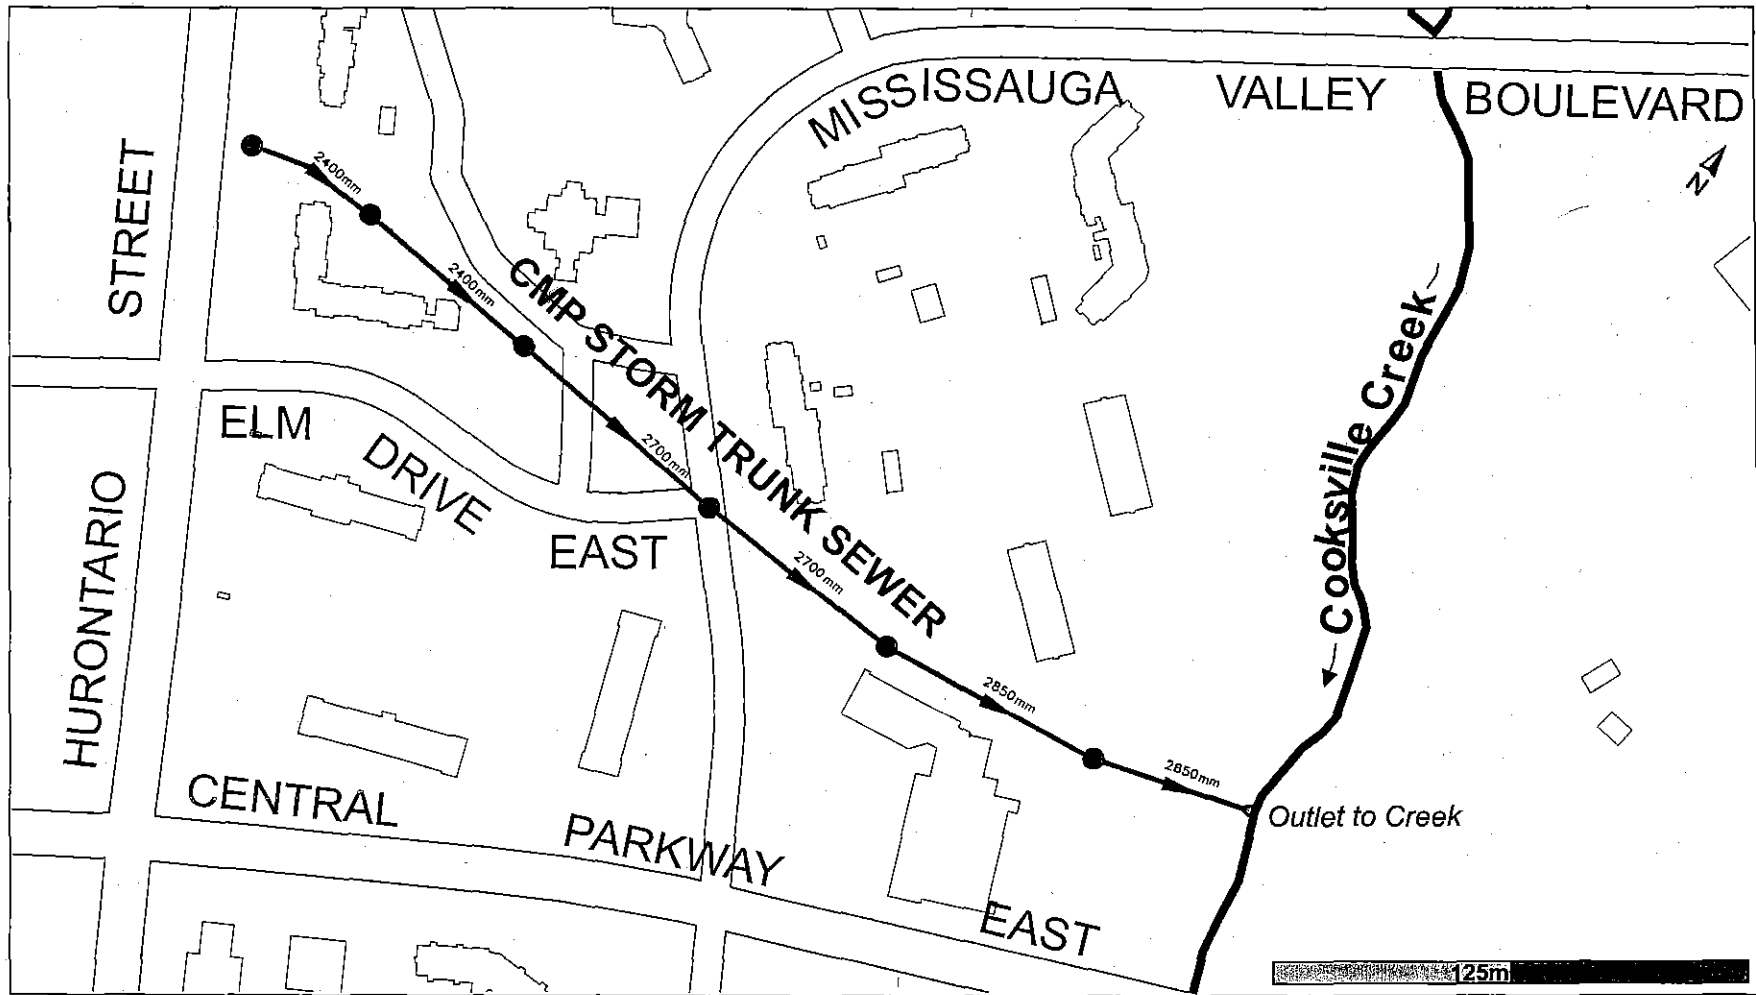 MISSISSAUGA VALLEY BOULEVARD
N
STREET
HURONTARIO
2400mm
2400mm
CMP STORM TRUNK SEWER
2700mm
2700mm
2850mm
2850mm
ELM DRIVE EAST
Cooksville Creek
Outlet to Creek
CENTRAL PARKWAY EAST
125m